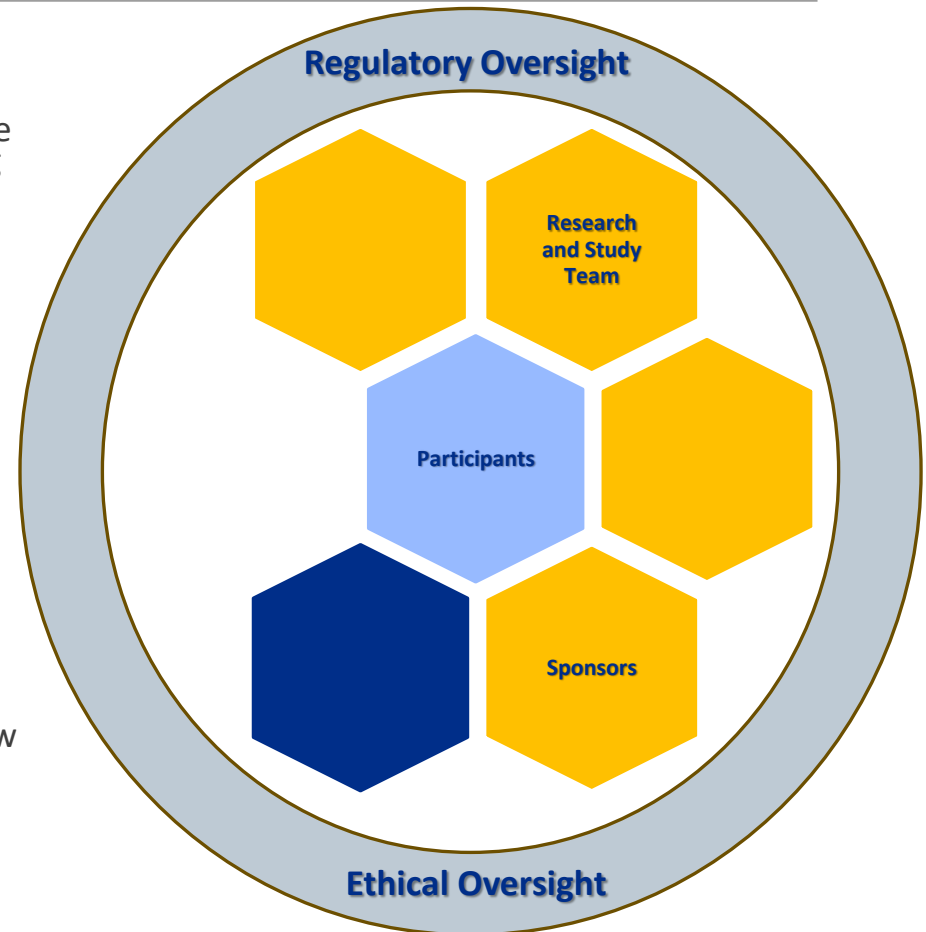 Regulatory Oversight
Research
and Study
Team
Participants
Sponsors
Ethical Oversight